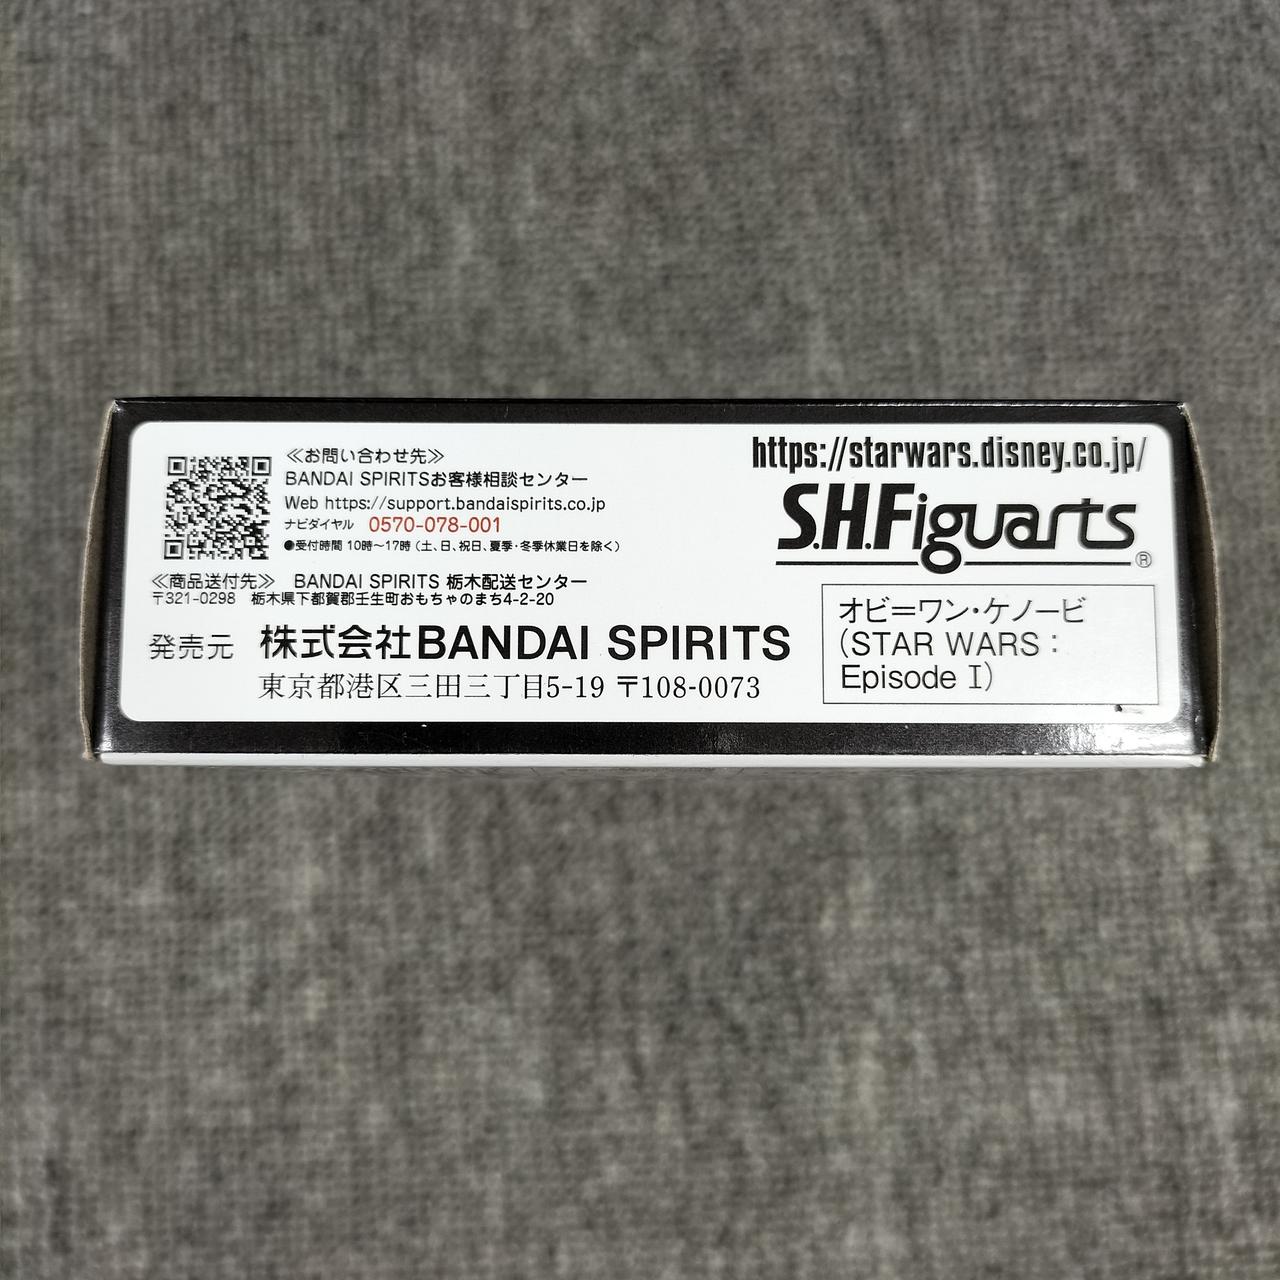 ≪お問い合わせ先≫
BANDAI SPIRITSお客様相談センター
Web https://support.bandaispirits.co.jp
ナビダイヤル 0570-078-001
●受付時間 10時～17時（土、日、祝日、夏季・冬季休業日を除く）
≪商品送付先≫ BANDAI SPIRITS 栃木配送センター
〒321-0298 栃木県下都賀郡壬生町おもちゃのまち4-2-20
発売元 株式会社BANDAI SPIRITS
東京都港区三田三丁目5-19 〒108-0073
https://starwars.disney.co.jp/
S.H.Figuarts®
オビ＝ワン・ケノービ
(STAR WARS :
Episode Ⅰ)